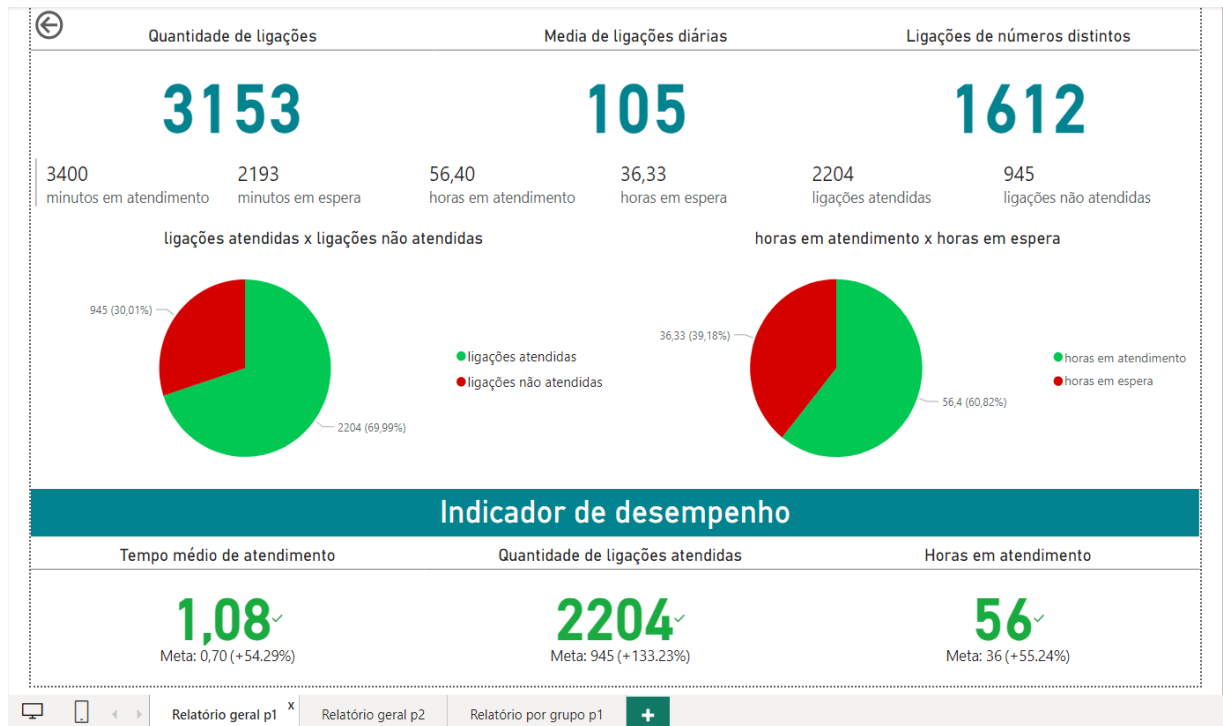 Quantidade de ligações
Media de ligações diárias
Ligações de números distintos
3153
105
1612
3400
minutos em atendimento
2193
minutos em espera
56,40
horas em atendimento
36,33
horas em espera
2204
ligações atendidas
945
ligações não atendidas
ligações atendidas x ligações não atendidas
945 (30,01%)
2204 (69,99%)
ligações atendidas
ligações não atendidas
horas em atendimento x horas em espera
36,33 (39,18%)
56,4 (60,82%)
horas em atendimento
horas em espera
Indicador de desempenho
Tempo médio de atendimento
Quantidade de ligações atendidas
Horas em atendimento
1,08
Meta: 0,70 (+54.29%)
2204
Meta: 945 (+133.23%)
56
Meta: 36 (+55.24%)
Relatório geral p1 x
Relatório geral p2
Relatório por grupo p1
+